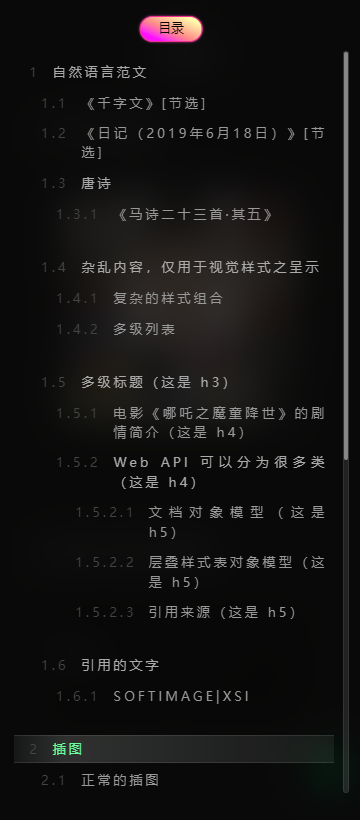 目录
1 自然语言范文
1.1 《千字文》[节选]
1.2 《日记（2019年6月18日）》[节
选]
1.3 唐诗
1.3.1 《马诗二十三首·其五》
1.4 杂乱内容，仅用于视觉样式之呈示
1.4.1 复杂的样式组合
1.4.2 多级列表
1.5 多级标题（这是 h3）
1.5.1 电影《哪吒之魔童降世》的剧
情简介（这是 h4）
1.5.2 Web API 可以分为很多类
（这是 h4）
1.5.2.1 文档对象模型（这是
h5）
1.5.2.2 层叠样式表对象模型（这
是 h5）
1.5.2.3 引用来源（这是 h5）
1.6 引用的文字
1.6.1 SOFTIMAGE|XSI
2 插图
2.1 正常的插图